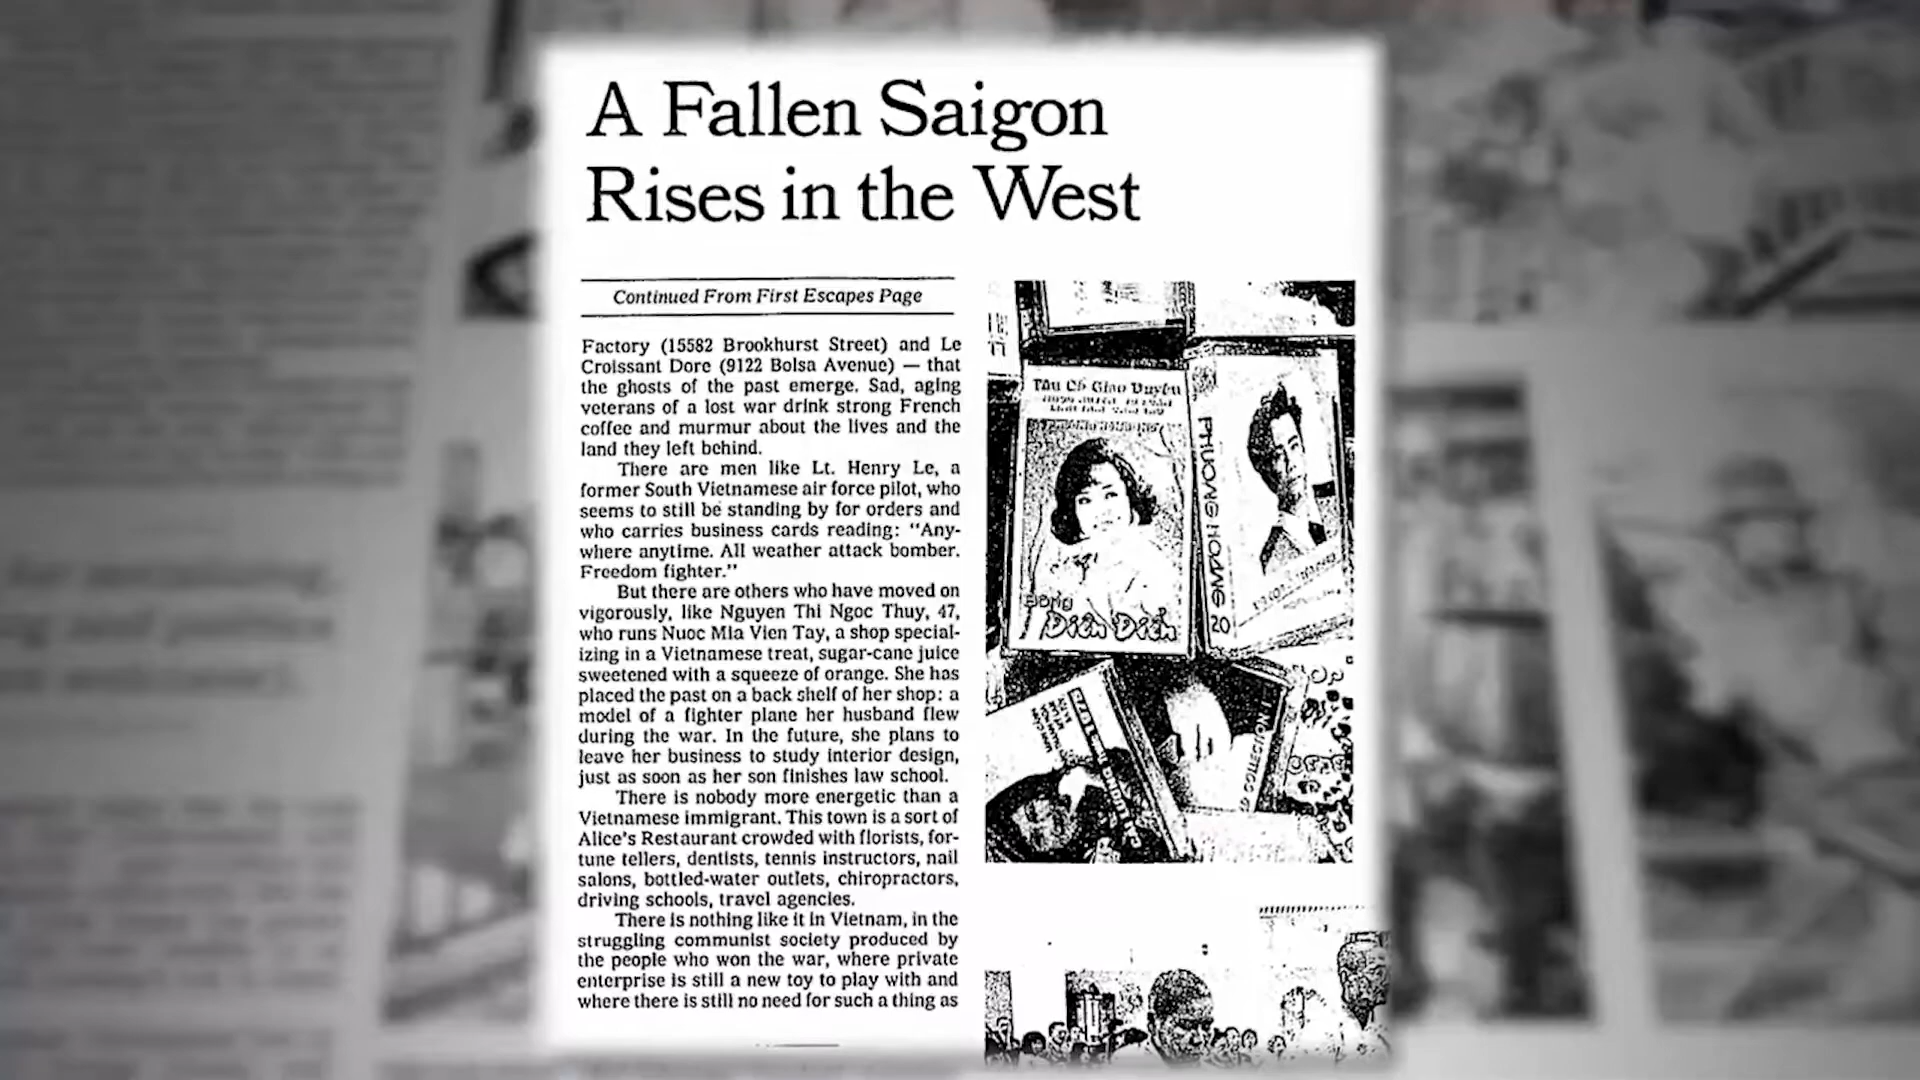 A Fallen Saigon
Rises in the West
Continued From First Escapes Page
Factory (15582 Brookhurst Street) and Le
Croissant Dore (9122 Bolsa Avenue) — that
the ghosts of the past emerge. Sad, aging
veterans of a lost war drink strong French
coffee and murmur about the lives and the
land they left behind.
There are men like Lt. Henry Le, a
former South Vietnamese air force pilot, who
seems to still be standing by for orders and
who carries business cards reading: "Any-
where anytime. All weather attack bomber.
Freedom fighter."
But there are others who have moved on
vigorously, like Nguyen Thi Ngoc Thuy, 47,
who runs Nuoc Mia Vien Tay, a shop special-
izing in a Vietnamese treat, sugar-cane juice
sweetened with a squeeze of orange. She has
placed the past on a back shelf of her shop: a
model of a fighter plane her husband flew
during the war. In the future, she plans to
leave her business to study interior design,
just as soon as her son finishes law school.
There is nobody more energetic than a
Vietnamese immigrant. This town is a sort of
Alice's Restaurant crowded with florists, for-
tune tellers, dentists, tennis instructors, nail
salons, bottled-water outlets, chiropractors,
driving schools, travel agencies.
There is nothing like it in Vietnam, in the
struggling communist society produced by
the people who won the war, where private
enterprise is still a new toy to play with and
where there is still no need for such a thing as
Tân Cổ Giao Duyên
Bông
Điên Điển
PHUONG HOANG
20